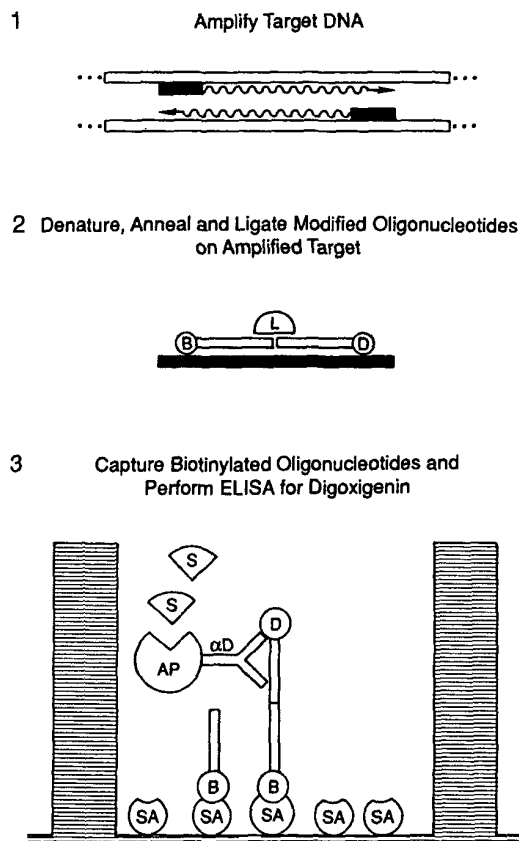 1 Amplify Target DNA
2 Denature, Anneal and Ligate Modified Oligonucleotides
on Amplified Target
L
B D
3 Capture Biotinylated Oligonucleotides and
Perform ELISA for Digoxigenin
S
S
D
αD
AP
B B
SA SA SA SA SA